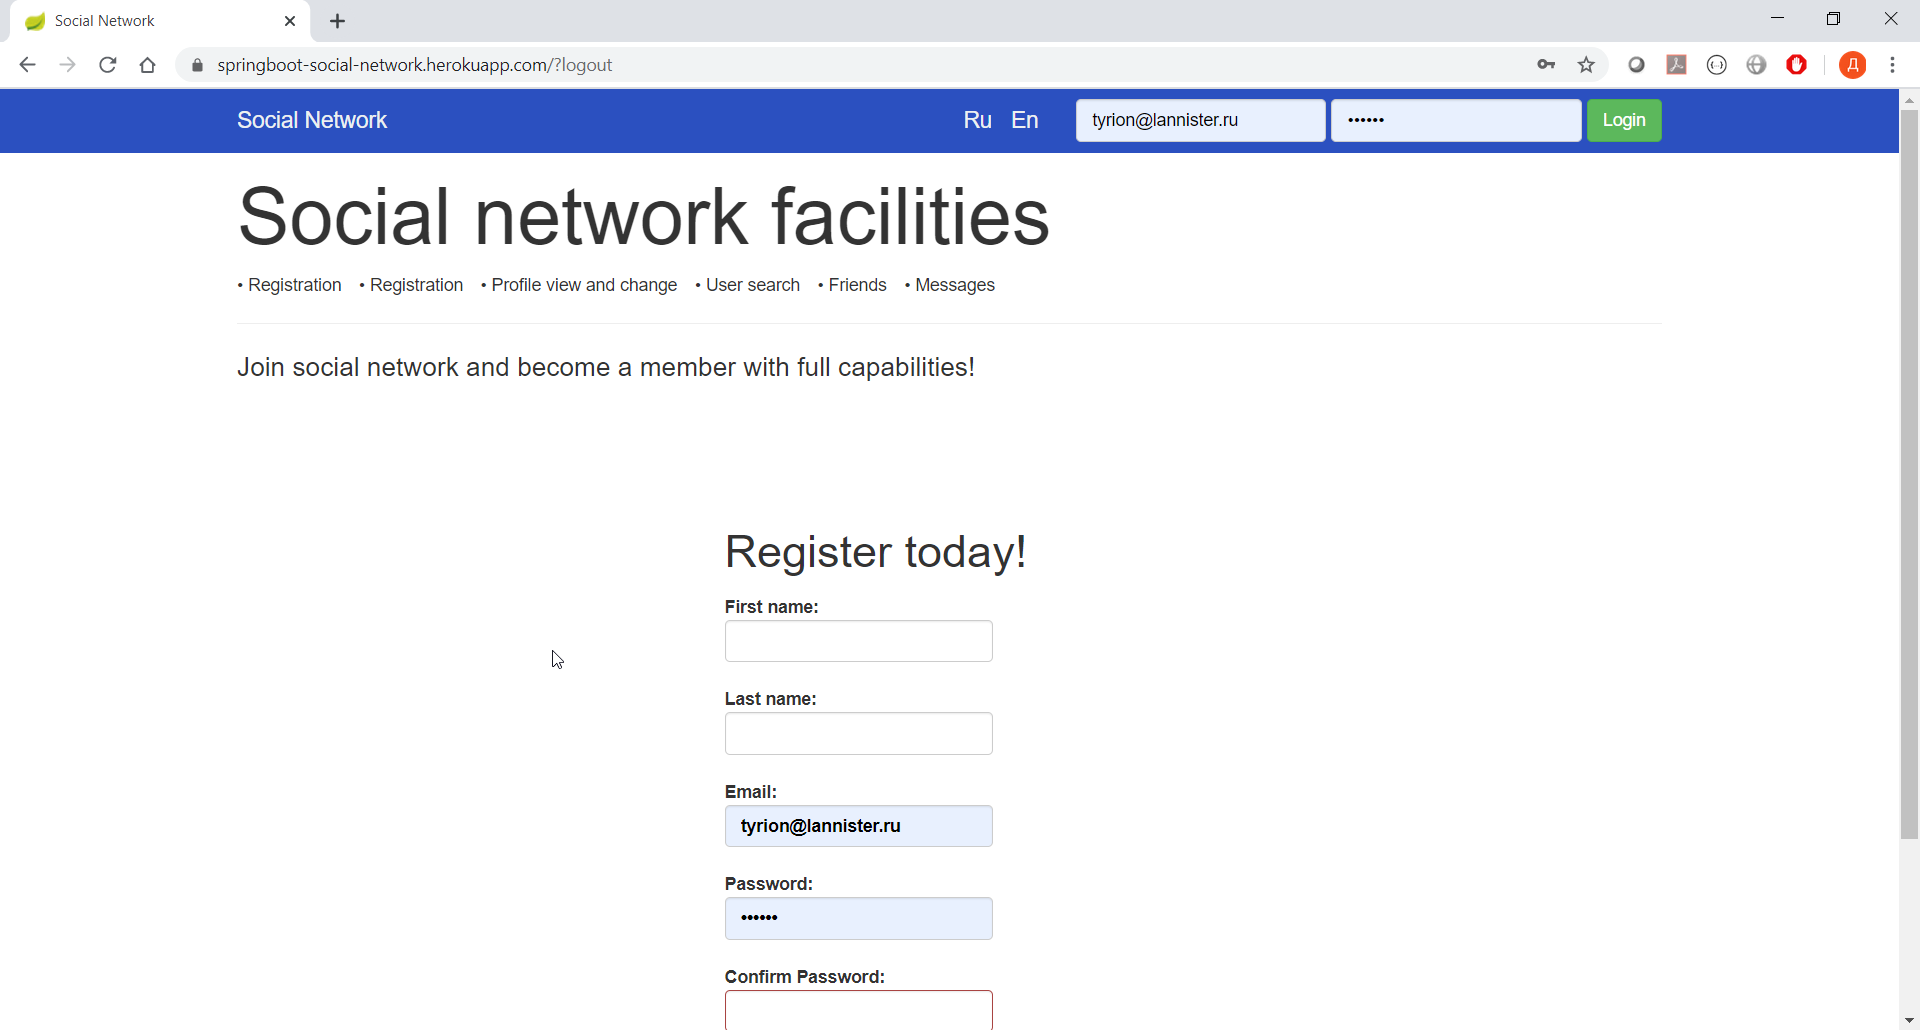 Social Network
springboot-social-network.herokuapp.com/?logout
Д
Social Network Ru En tyrion@lannister.ru •••••• Login
Social network facilities
• Registration • Registration • Profile view and change • User search • Friends • Messages
Join social network and become a member with full capabilities!
Register today!
First name:
Last name:
Email:
tyrion@lannister.ru
Password:
••••••
Confirm Password: